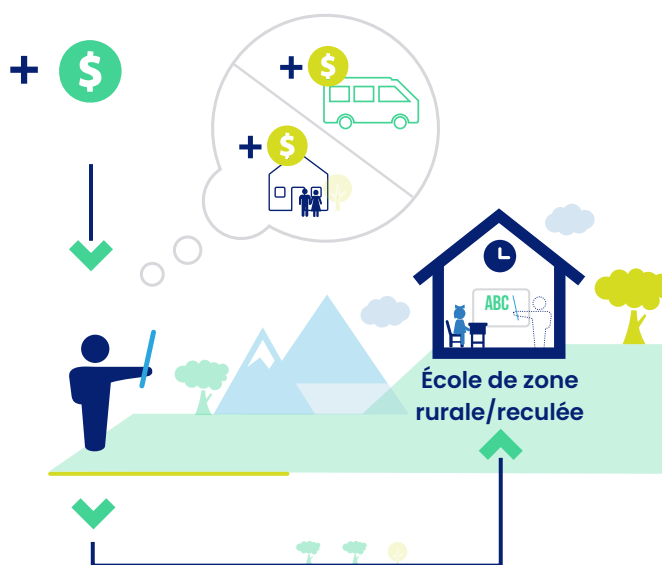 + $
+ $
+ $
ABC
École de zone
rurale/reculée